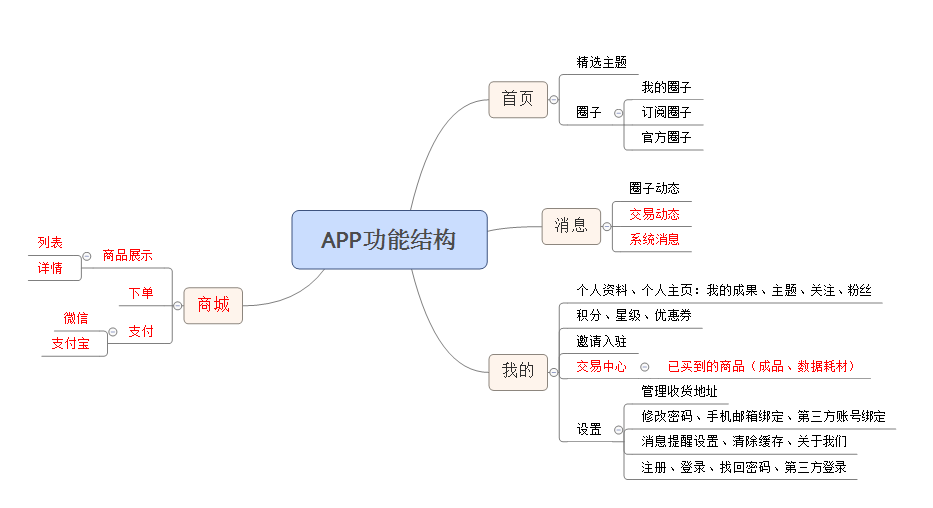 APP功能结构
首页
精选主题
圈子
我的圈子
订阅圈子
官方圈子
消息
圈子动态
交易动态
系统消息
我的
个人资料、个人主页：我的成果、主题、关注、粉丝
积分、星级、优惠券
邀请入驻
交易中心
已买到的商品（成品、数据耗材）
设置
管理收货地址
修改密码、手机邮箱绑定、第三方账号绑定
消息提醒设置、清除缓存、关于我们
注册、登录、找回密码、第三方登录
商城
商品展示
列表
详情
下单
支付
微信
支付宝